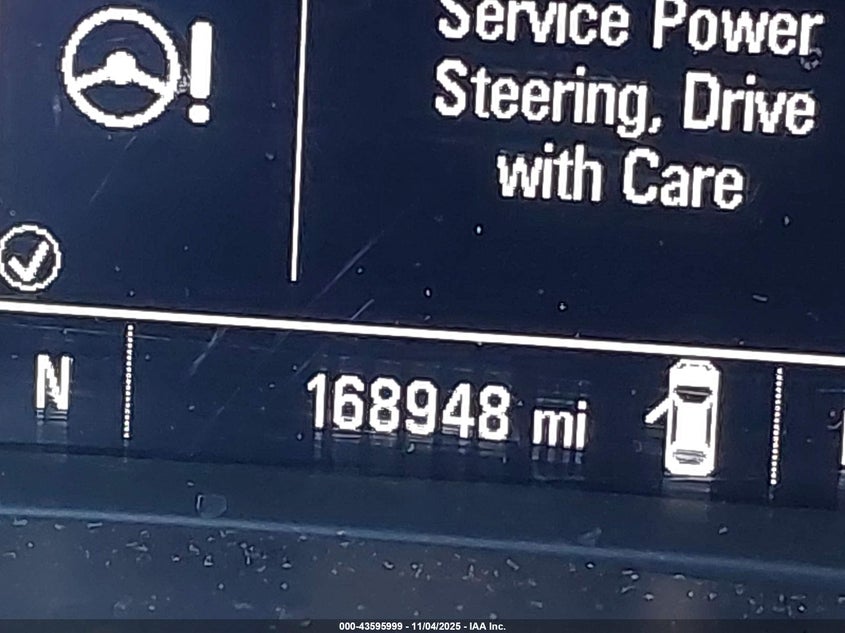 Service Power
Steering, Drive
with Care
N
168948 mi
000-43595999 - 11/04/2025 - IAA Inc.